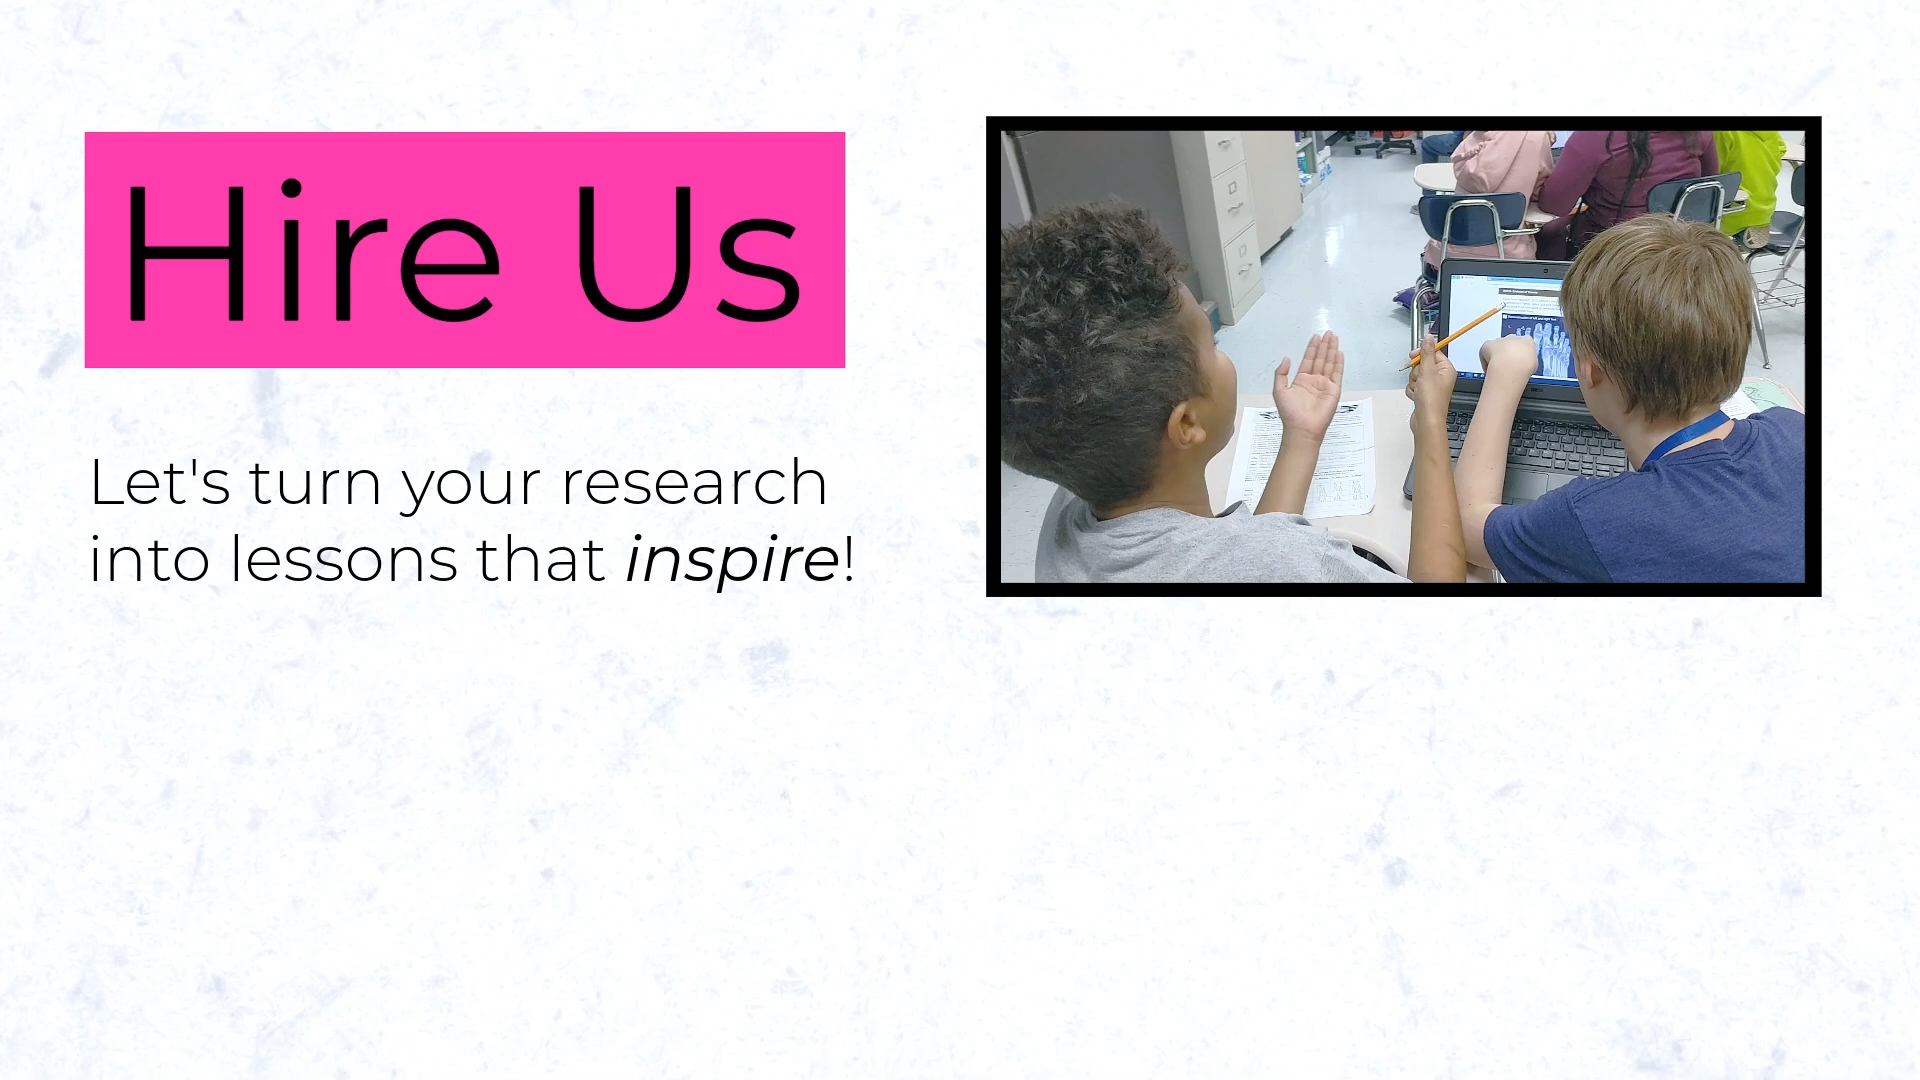 Hire Us
Let's turn your research
into lessons that inspire!